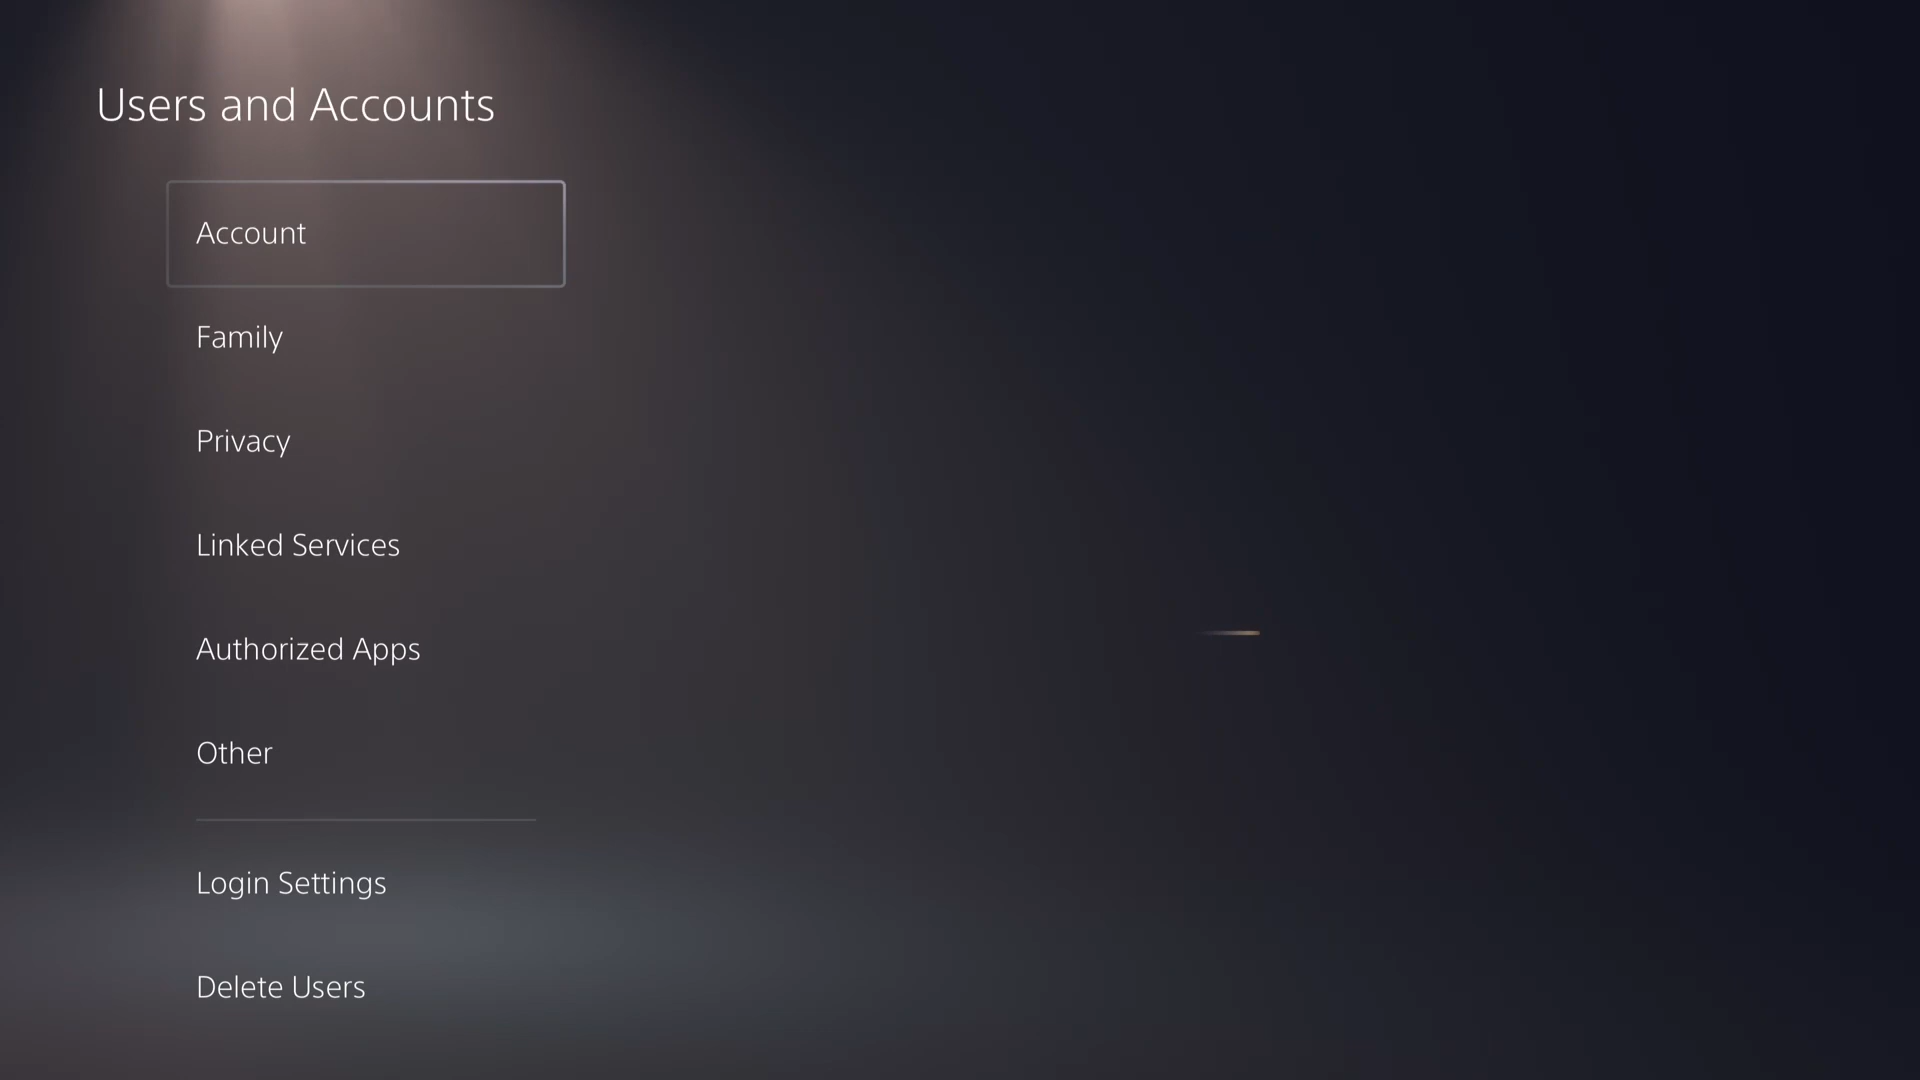 Users and Accounts
Account
Family
Privacy
Linked Services
Authorized Apps
Other
Login Settings
Delete Users